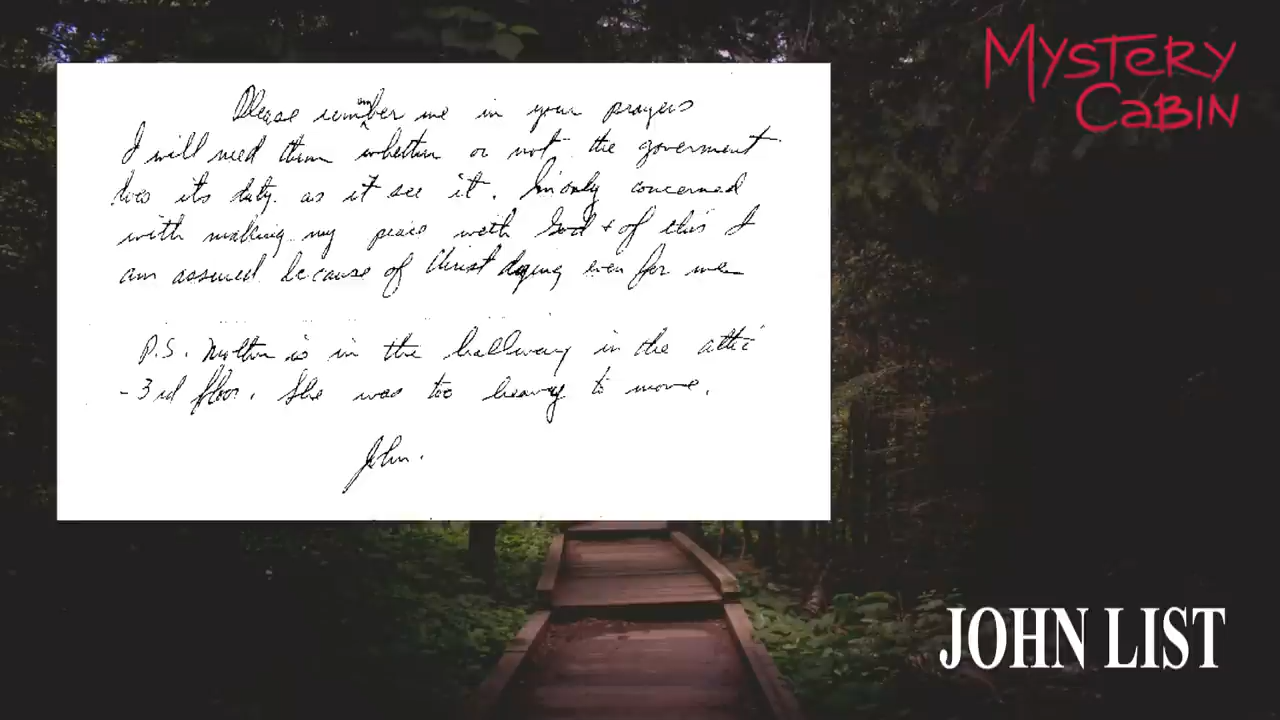 MYSTERY
CABIN
Please remember me in your prayers
I will need them whether or not the goverment
does its duty as it see it. Im only concerned
with making my peace with God & of this I
am assured because of Christ dying even for me
P.S. Mother is in the hallway in the attic
- 3rd floor. She was too heavy to move.
John.
JOHN LIST